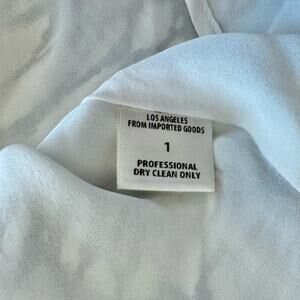 LOS ANGELES
FROM IMPORTED GOODS
1
PROFESSIONAL
DRY CLEAN ONLY